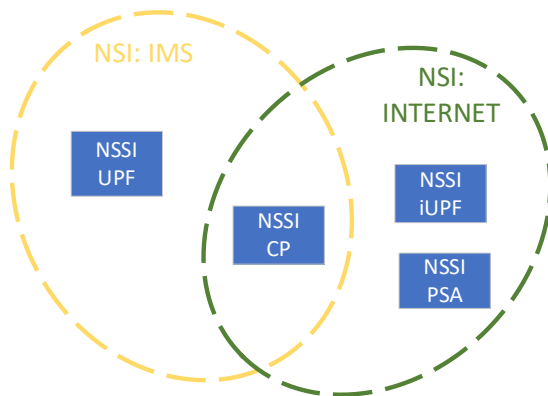 NSI: IMS
NSI:
INTERNET
NSSI
UPF
NSSI
CP
NSSI
iUPF
NSSI
PSA